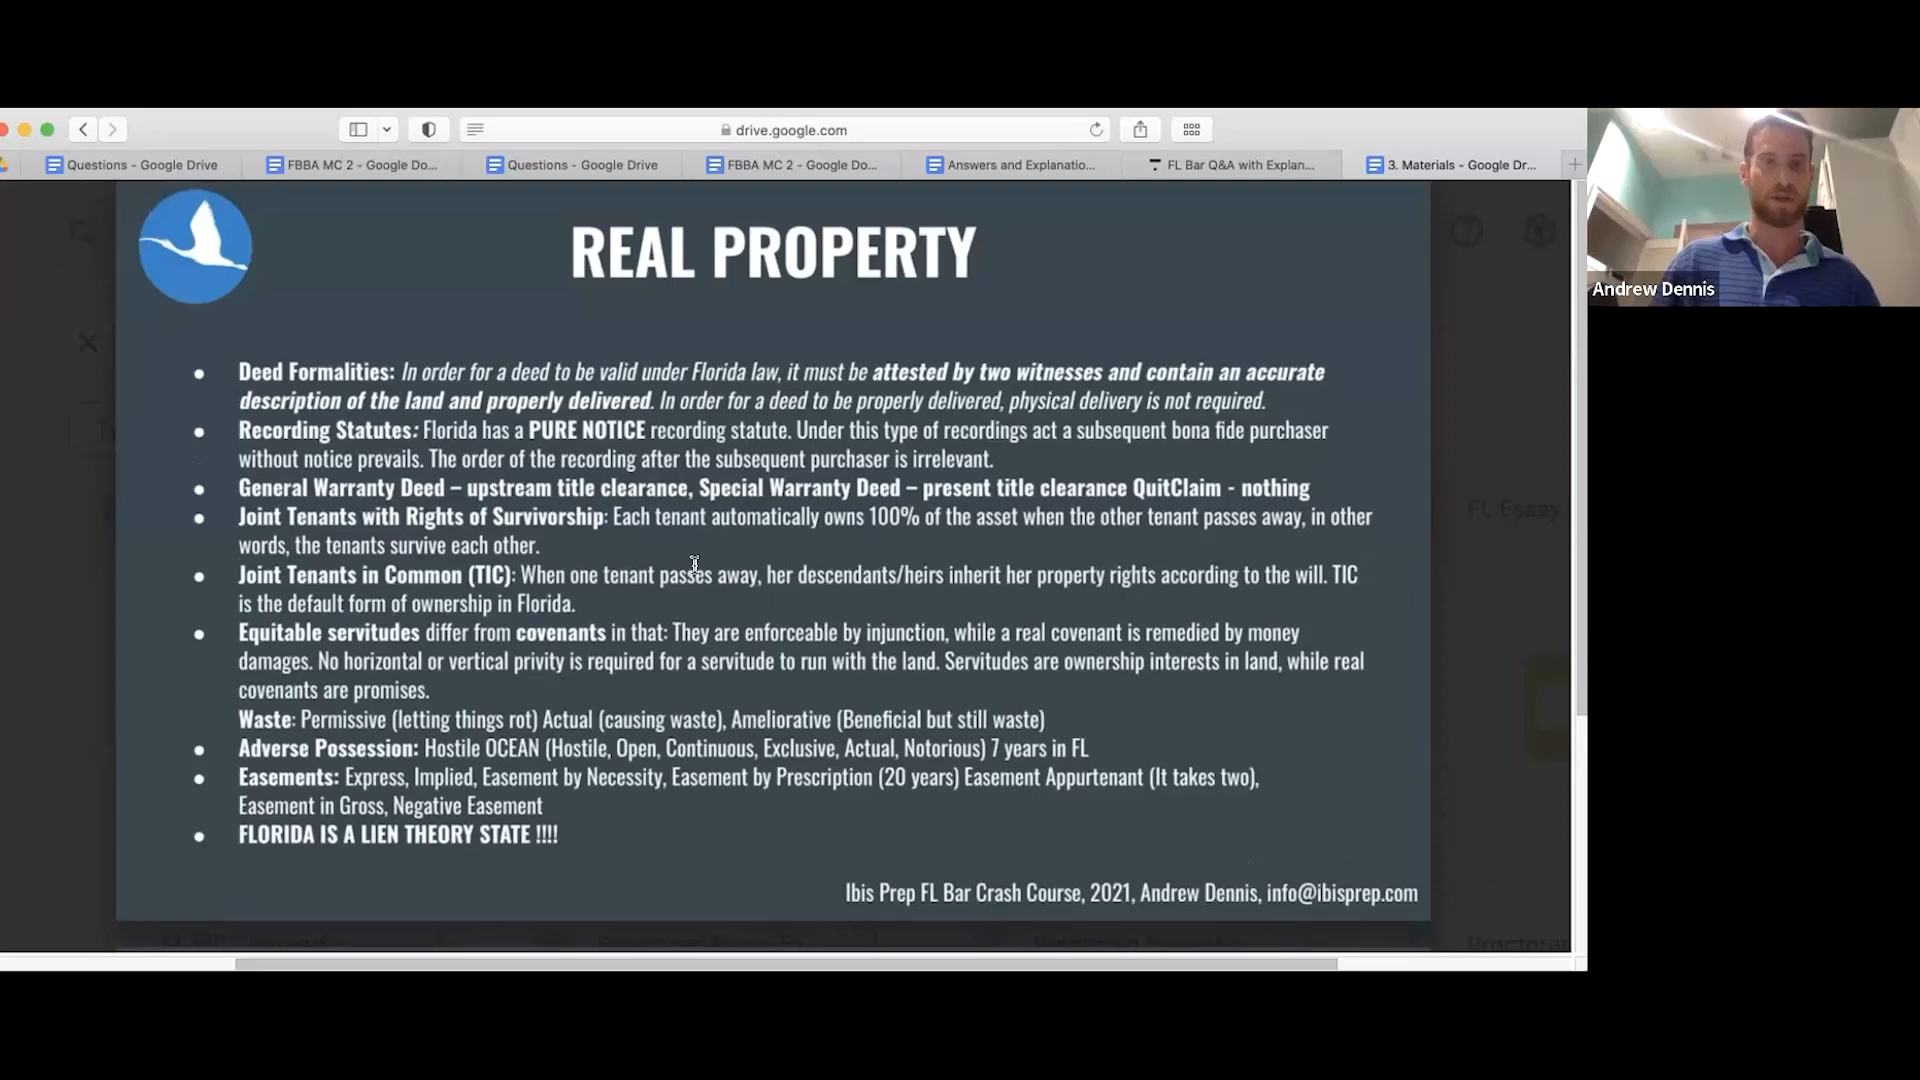 drive.google.com
Questions - Google Drive
FBBA MC 2 - Google Do...
Questions - Google Drive
FBBA MC 2 - Google Do...
Answers and Explanatio...
FL Bar Q&A with Explan...
3. Materials - Google Dr...
REAL PROPERTY
Andrew Dennis
Deed Formalities: In order for a deed to be valid under Florida law, it must be attested by two witnesses and contain an accurate
description of the land and properly delivered. In order for a deed to be properly delivered, physical delivery is not required.
Recording Statutes: Florida has a PURE NOTICE recording statute. Under this type of recordings act a subsequent bona fide purchaser
without notice prevails. The order of the recording after the subsequent purchaser is irrelevant.
General Warranty Deed – upstream title clearance, Special Warranty Deed – present title clearance QuitClaim - nothing
Joint Tenants with Rights of Survivorship: Each tenant automatically owns 100% of the asset when the other tenant passes away, in other
words, the tenants survive each other.
Joint Tenants in Common (TIC): When one tenant passes away, her descendants/heirs inherit her property rights according to the will. TIC
is the default form of ownership in Florida.
Equitable servitudes differ from covenants in that: They are enforceable by injunction, while a real covenant is remedied by money
damages. No horizontal or vertical privity is required for a servitude to run with the land. Servitudes are ownership interests in land, while real
covenants are promises.
Waste: Permissive (letting things rot) Actual (causing waste), Ameliorative (Beneficial but still waste)
Adverse Possession: Hostile OCEAN (Hostile, Open, Continuous, Exclusive, Actual, Notorious) 7 years in FL
Easements: Express, Implied, Easement by Necessity, Easement by Prescription (20 years) Easement Appurtenant (It takes two),
Easement in Gross, Negative Easement
FLORIDA IS A LIEN THEORY STATE !!!!
FL Essay
Ibis Prep FL Bar Crash Course, 2021, Andrew Dennis, info@ibisprep.com